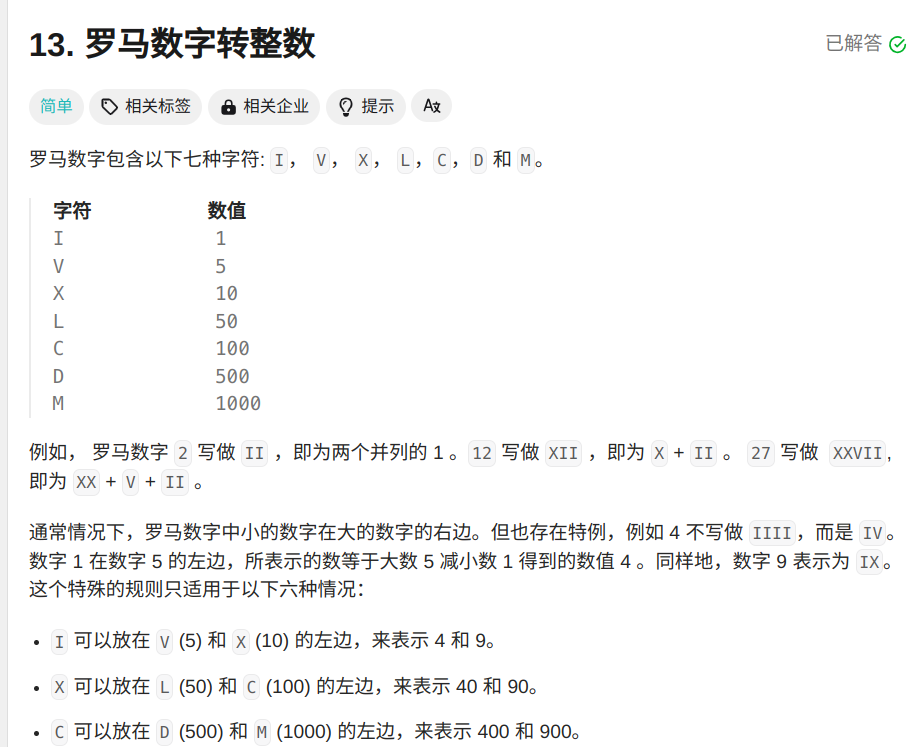 13. 罗马数字转整数
已解答
简单 相关标签 相关企业 提示
罗马数字包含以下七种字符: I， V， X， L，C，D 和 M。
字符 数值
I 1
V 5
X 10
L 50
C 100
D 500
M 1000
例如， 罗马数字 2 写做 II ，即为两个并列的 1 。12 写做 XII ，即为 X + II 。 27 写做 XXVII,
即为 XX + V + II 。
通常情况下，罗马数字中小的数字在大的数字的右边。但也存在特例，例如 4 不写做 IIII，而是 IV。
数字 1 在数字 5 的左边，所表示的数等于大数 5 减小数 1 得到的数值 4 。同样地，数字 9 表示为 IX。
这个特殊的规则只适用于以下六种情况：
• I 可以放在 V (5) 和 X (10) 的左边，来表示 4 和 9。
• X 可以放在 L (50) 和 C (100) 的左边，来表示 40 和 90。
• C 可以放在 D (500) 和 M (1000) 的左边，来表示 400 和 900。